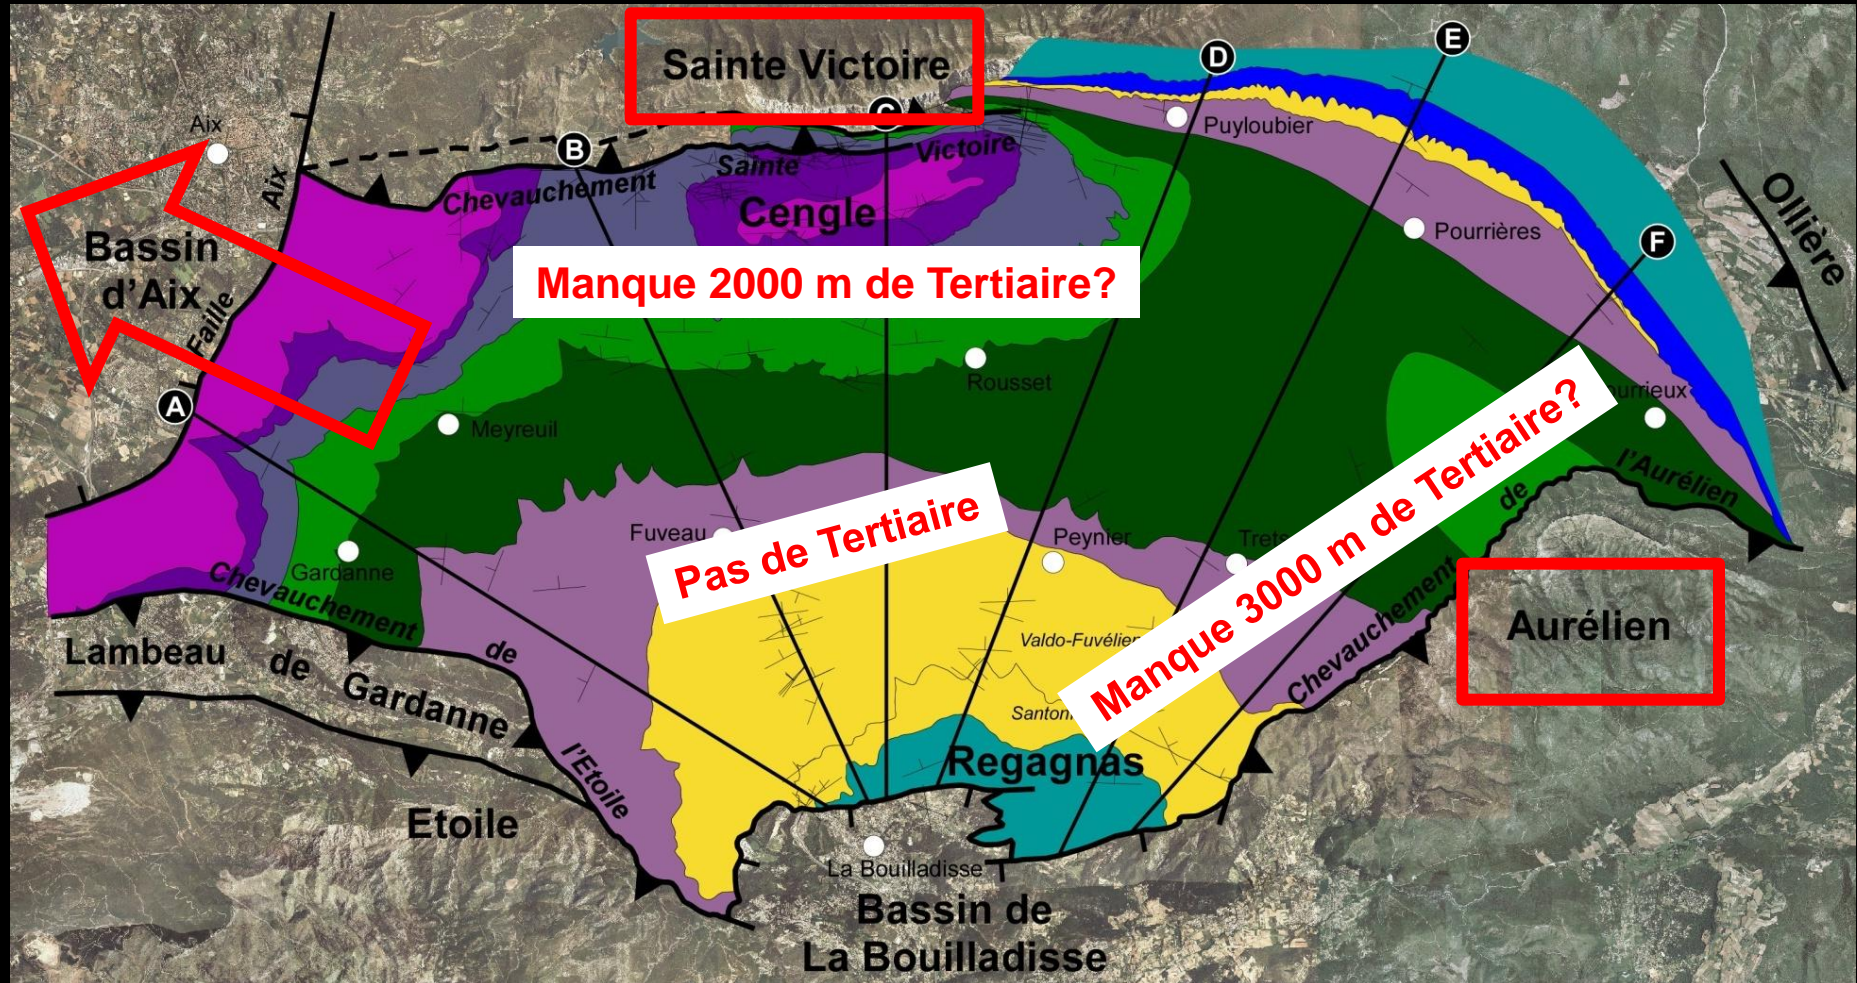 Sainte Victoire
D
E
Aix
C
Puyloubier
B
Sainte
Victoire
Chevauchement
Aix
Cengle
Ollière
Pourrières
F
Bassin
d'Aix
Manque 2000 m de Tertiaire?
Faille
Rousset
A
Meyreuil
l'Aurélien
de
Manque 3000 m de Tertiaire?
Fuveau
Pas de Tertiaire
Peynier
Gardanne
Chevauchement
Valdo-Fuvélien
Chevauchement
Aurélien
Lambeau
de
Gardanne
de
l'Etoile
Regagnas
Etoile
La Bouilladisse
Bassin de
La Bouilladisse